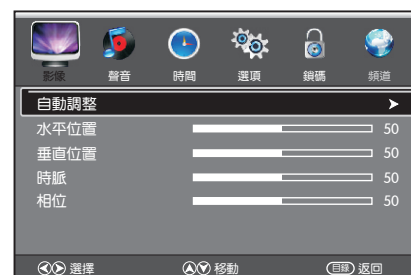 影像 聲音 時間 選項 鎖碼 頻道
自動調整
水平位置 50
垂直位置 50
時脈 50
相位 50
選擇 移動 目錄 返回